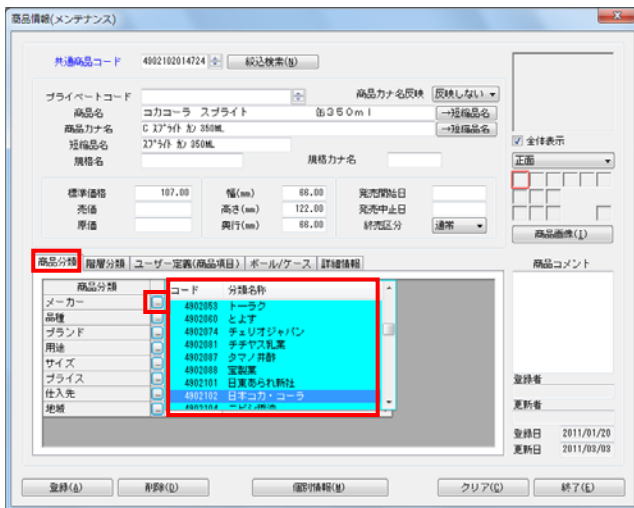 商品情報(メンテナンス)
共通商品コード 4902102014724 絞込検索(N)
プライベートコード 商品カナ名反映 反映しない
商品名 コカコーラ スプライト 缶350ml →短縮品名
商品カナ名 C スプライト カン 350ML →短縮品名
短縮品名 スプライト カン 350ML
規格名 規格カナ名
全体表示
正面
標準価格 107.00 幅(mm) 66.00 発売開始日
売価 高さ(mm) 122.00 発売中止日
原価 奥行(mm) 66.00 終売区分 通常
商品画像(I)
商品分類 階層分類 ユーザー定義(商品項目) ボール/ケース 詳細情報
商品コメント
商品分類 コード 分類名称
メーカー ... 4902053 トーラク
品種 ... 4902060 とよす
ブランド ... 4902074 チェリオジャパン
用途 ... 4902081 チチヤス乳業
サイズ ... 4902087 タマノ井酢
プライス ... 4902088 宝製菓
仕入先 ... 4902101 日東あられ新社
地域 ... 4902102 日本コカ・コーラ
4902104
登録者
更新者
登録日 2011/01/20
更新日 2011/03/03
登録(A) 削除(D) 個別情報(M) クリア(C) 終了(E)